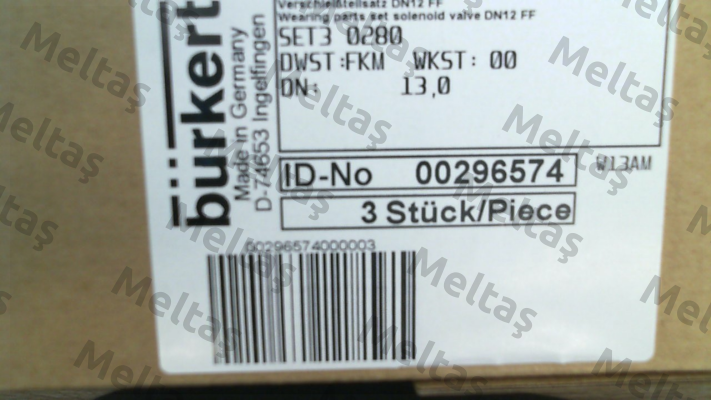 Verschleißteilsatz DN12 FF
Wearing parts set solenoid valve DN12 FF
SET3 0280
DWST:FKM WKST: 00
DN: 13,0
bürkert
Made in Germany
D-74653 Ingelfingen
ID-No 00296574
W13AM
3 Stück/Piece
00296574000003
Meltaş